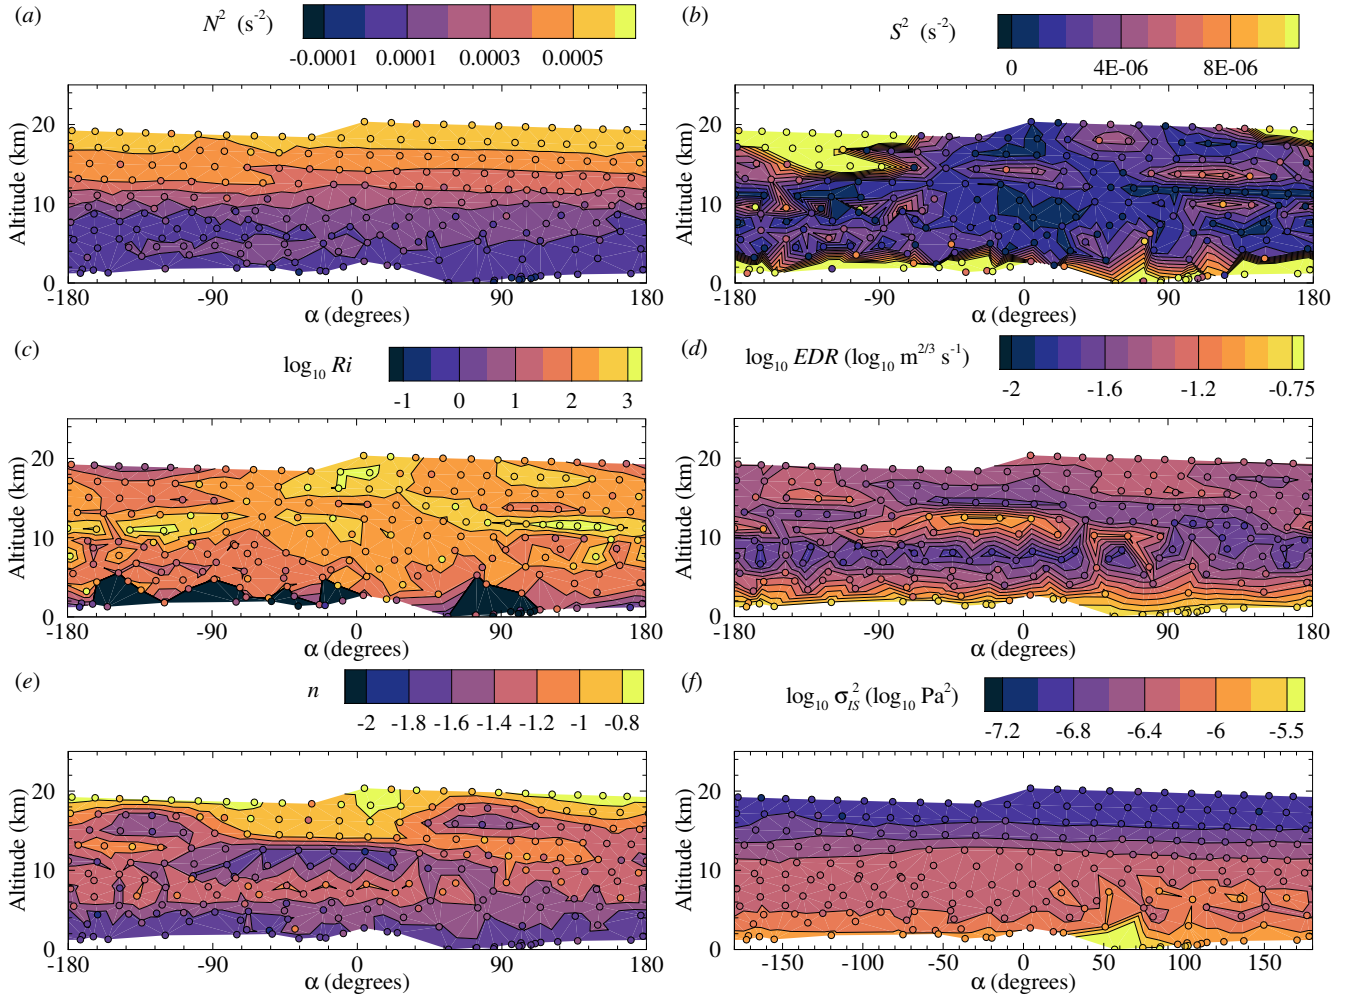 (a) N² (s⁻²)
-0.0001 0.0001 0.0003 0.0005
Altitude (km)
20
10
0
-180 -90 0 90 180
α (degrees)
(b) S² (s⁻²)
0 4E-06 8E-06
Altitude (km)
20
10
0
-180 -90 0 90 180
α (degrees)
(c) log₁₀ Ri
-1 0 1 2 3
Altitude (km)
20
10
0
-180 -90 0 90 180
α (degrees)
(d) log₁₀ EDR (log₁₀ m^{2/3} s⁻¹)
-2 -1.6 -1.2 -0.75
Altitude (km)
20
10
0
-180 -90 0 90 180
α (degrees)
(e) n
-2 -1.8 -1.6 -1.4 -1.2 -1 -0.8
Altitude (km)
20
10
0
-180 -90 0 90 180
α (degrees)
(f) log₁₀ σ²_{IS} (log₁₀ Pa²)
-7.2 -6.8 -6.4 -6 -5.5
Altitude (km)
20
10
0
-150 -100 -50 0 50 100 150
α (degrees)